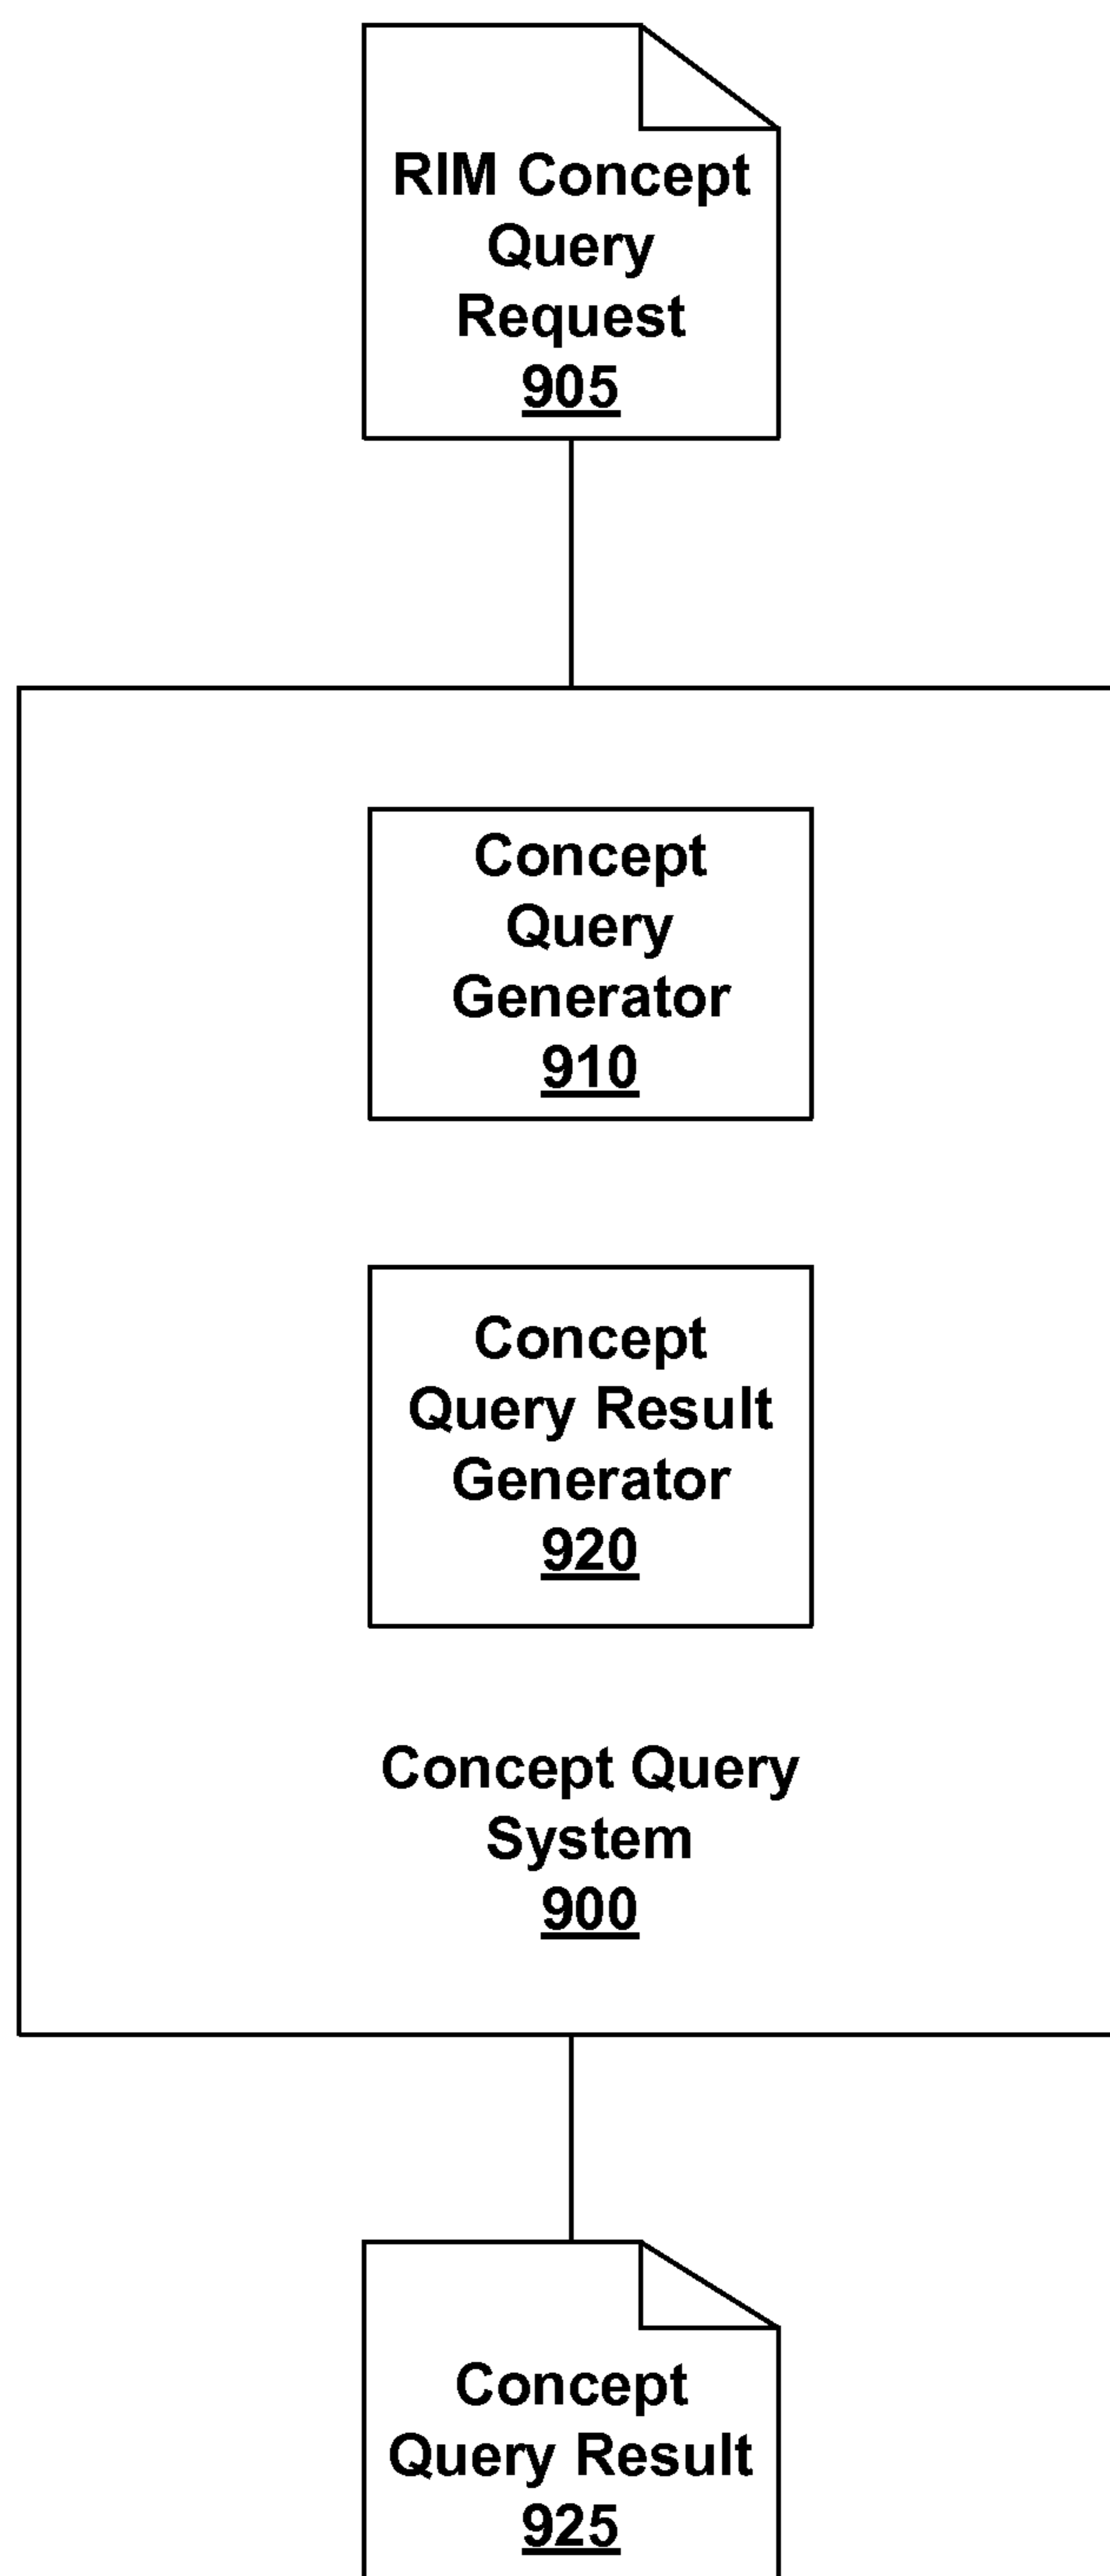 RIM Concept
Query
Request
905
Concept
Query
Generator
910
Concept
Query Result
Generator
920
Concept Query
System
900
Concept
Query Result
925